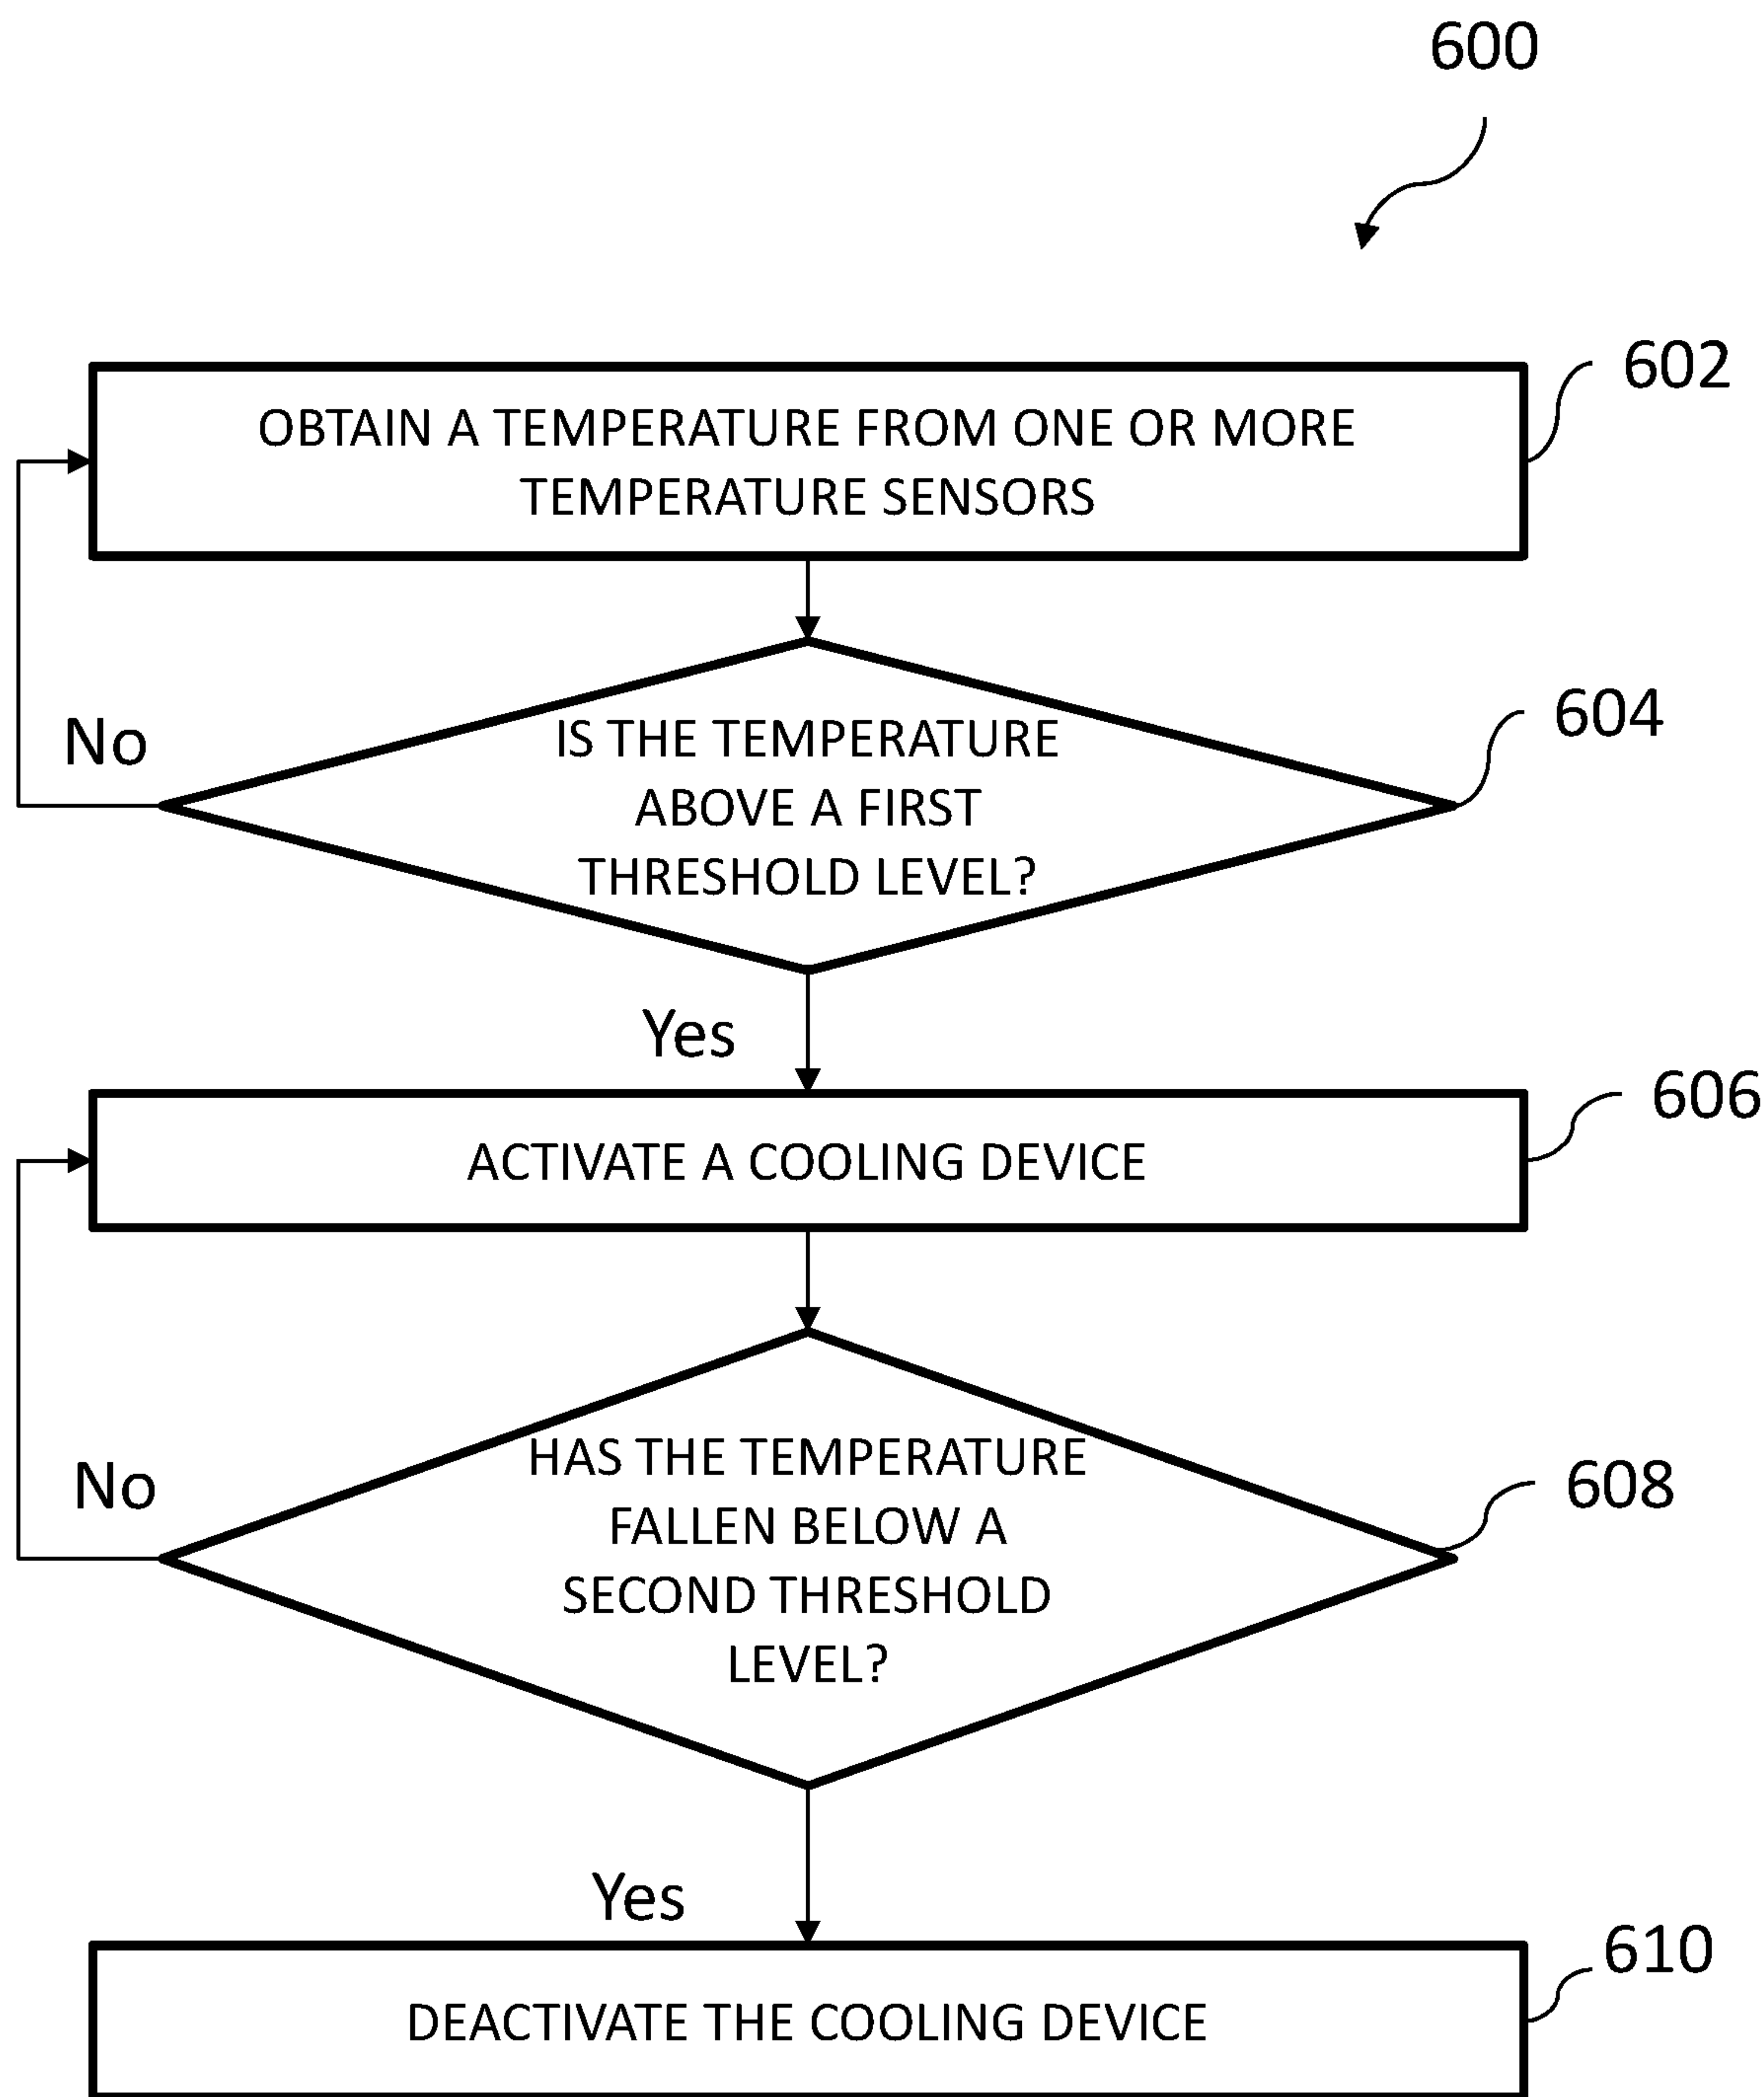 600
602
OBTAIN A TEMPERATURE FROM ONE OR MORE
TEMPERATURE SENSORS
604
No
IS THE TEMPERATURE
ABOVE A FIRST
THRESHOLD LEVEL?
Yes
606
ACTIVATE A COOLING DEVICE
608
No
HAS THE TEMPERATURE
FALLEN BELOW A
SECOND THRESHOLD
LEVEL?
Yes
610
DEACTIVATE THE COOLING DEVICE